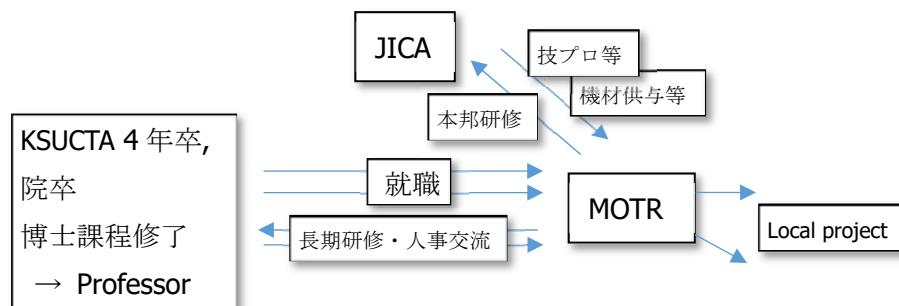 JICA
技プロ等
機材供与等
本邦研修
KSUCTA 4 年卒,
院卒
博士課程修了
→ Professor
就職
長期研修・人事交流
MOTR
Local project